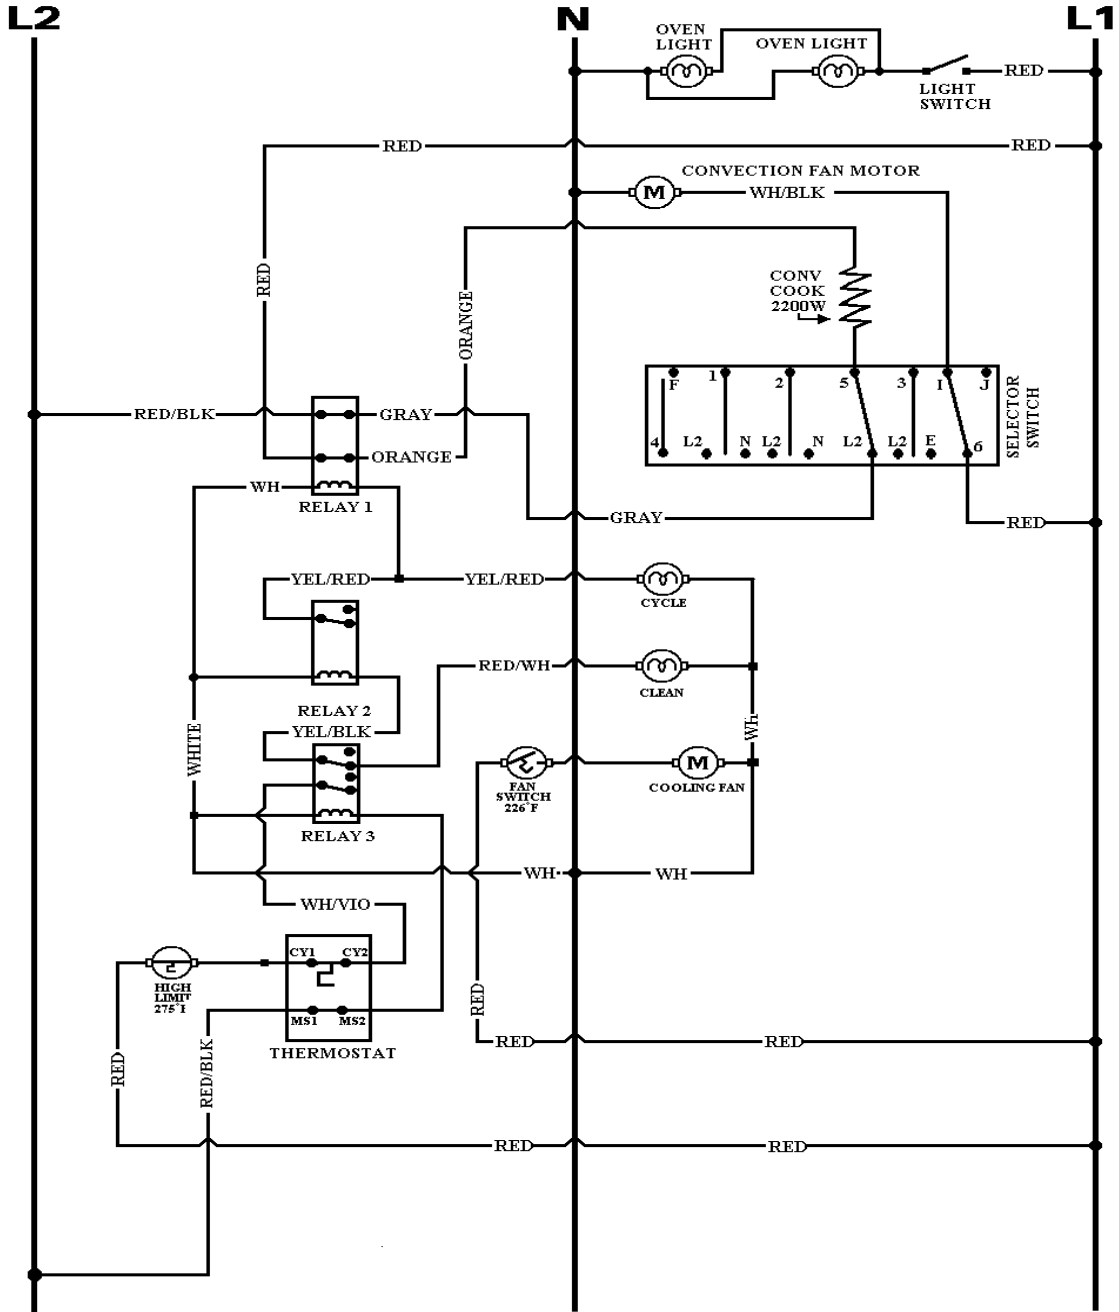 L2
N
L1
OVEN
LIGHT
OVEN LIGHT
RED
LIGHT
SWITCH
RED
RED
CONVECTION FAN MOTOR
M
WH/BLK
RED
ORANGE
CONV
COOK
2200W
F
1
2
5
3
I
J
4
L2
N
L2
N
L2
L2
E
6
SELECTOR
SWITCH
RED/BLK
GRAY
ORANGE
WH
RELAY 1
GRAY
RED
YEL/RED
YEL/RED
CYCLE
RED/WH
CLEAN
RELAY 2
YEL/BLK
WHITE
Wh
FAN
SWITCH
226°F
M
COOLING FAN
RELAY 3
WH
WH
WH/VIO
CY1
CY2
HIGH
LIMIT
275°F
MS1
MS2
THERMOSTAT
RED
RED
RED
RED
RED/BLK
RED
RED